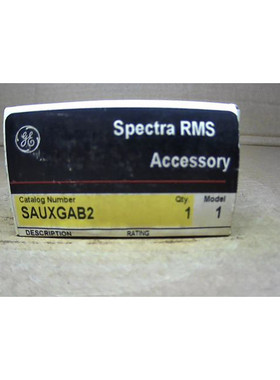 GE
Spectra RMS
Accessory
Catalog Number Qty Model
SAUXGAB2 1 1
DESCRIPTION RATING